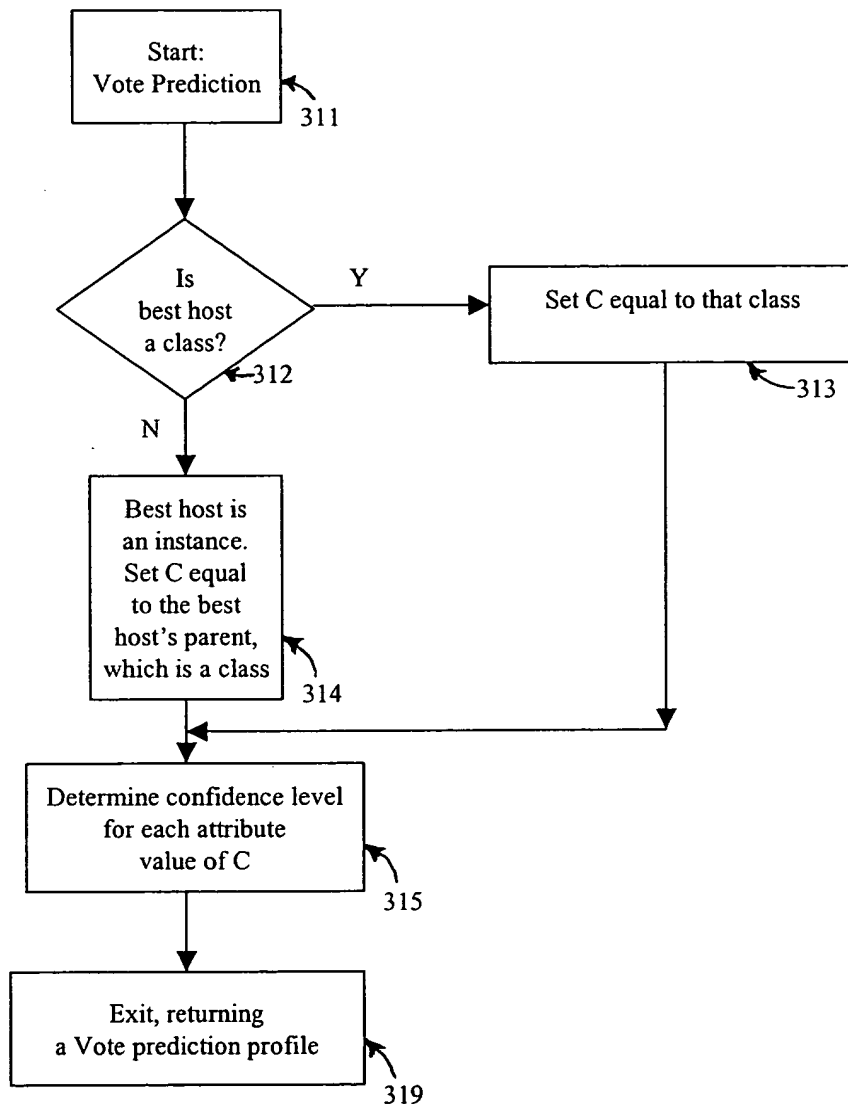 Start:
Vote Prediction
311
Is
best host
a class?
312
Y
Set C equal to that class
313
N
Best host is
an instance.
Set C equal
to the best
host's parent,
which is a class
314
Determine confidence level
for each attribute
value of C
315
Exit, returning
a Vote prediction profile
319